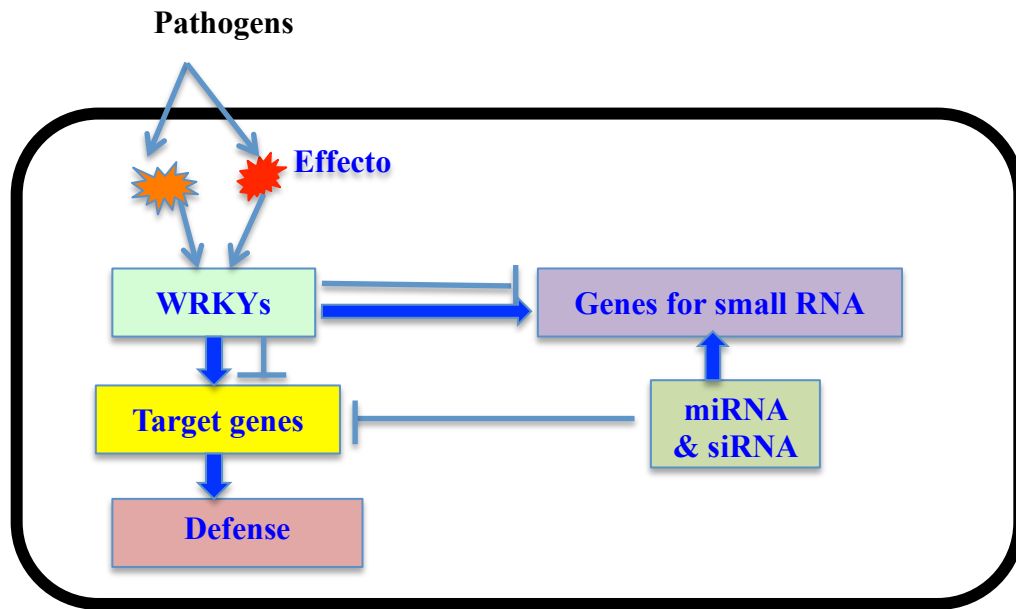 Pathogens
Effecto
WRKYs
Genes for small RNA
Target genes
miRNA
& siRNA
Defense